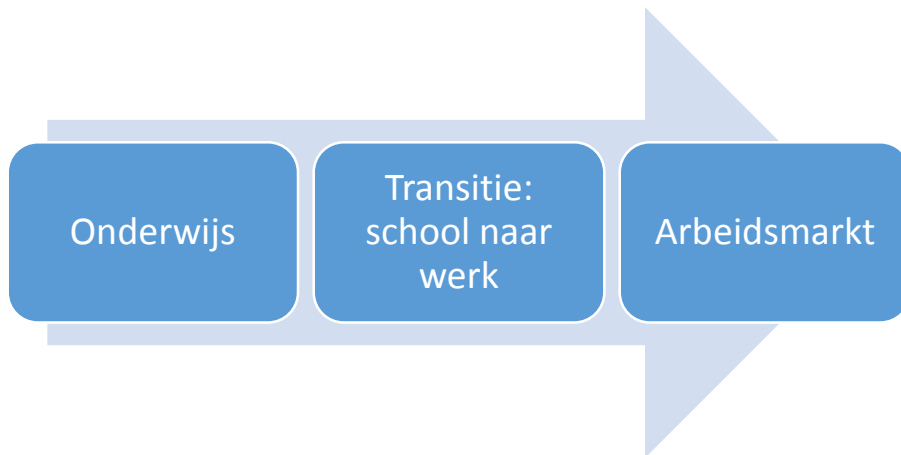 Onderwijs
Transitie:
school naar
werk
Arbeidsmarkt